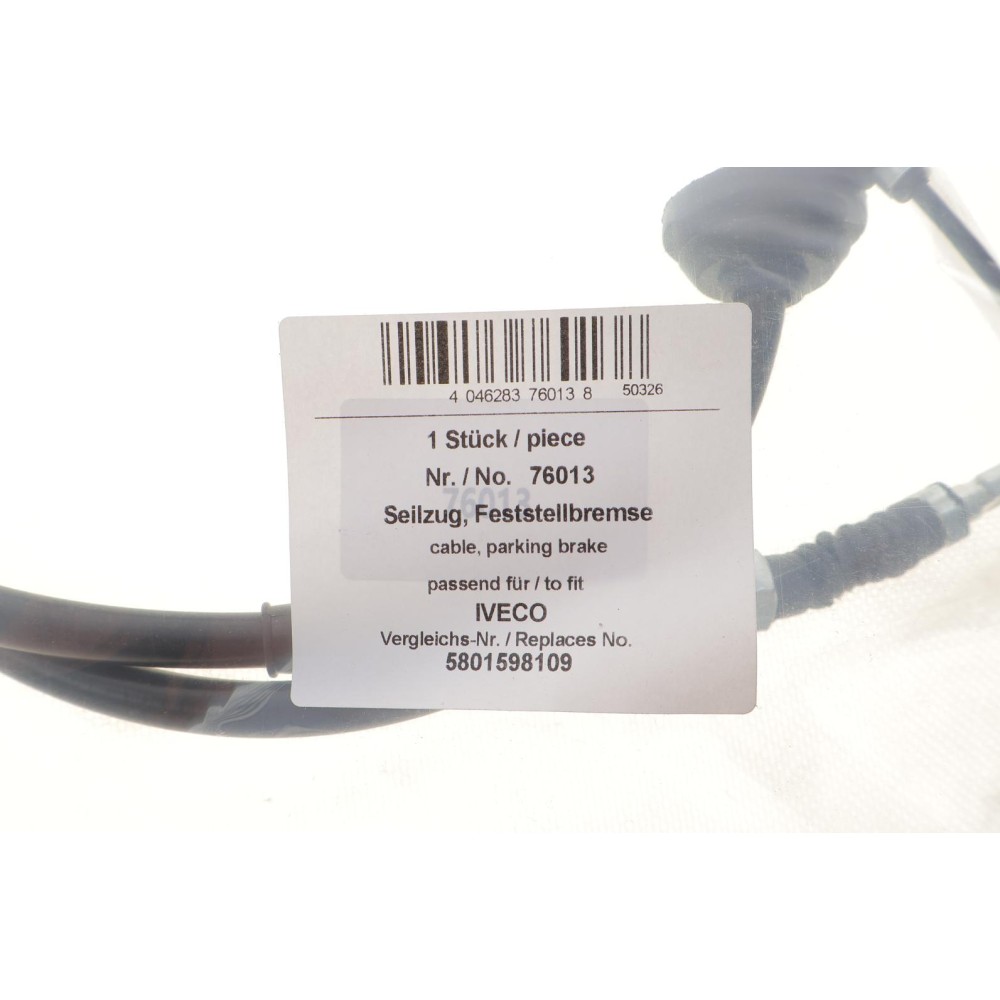 4 046283 76013 8 50326
1 Stück / piece
Nr. / No. 76013
76013
Seilzug, Feststellbremse
cable, parking brake
passend für / to fit
IVECO
Vergleichs-Nr. / Replaces No.
5801598109